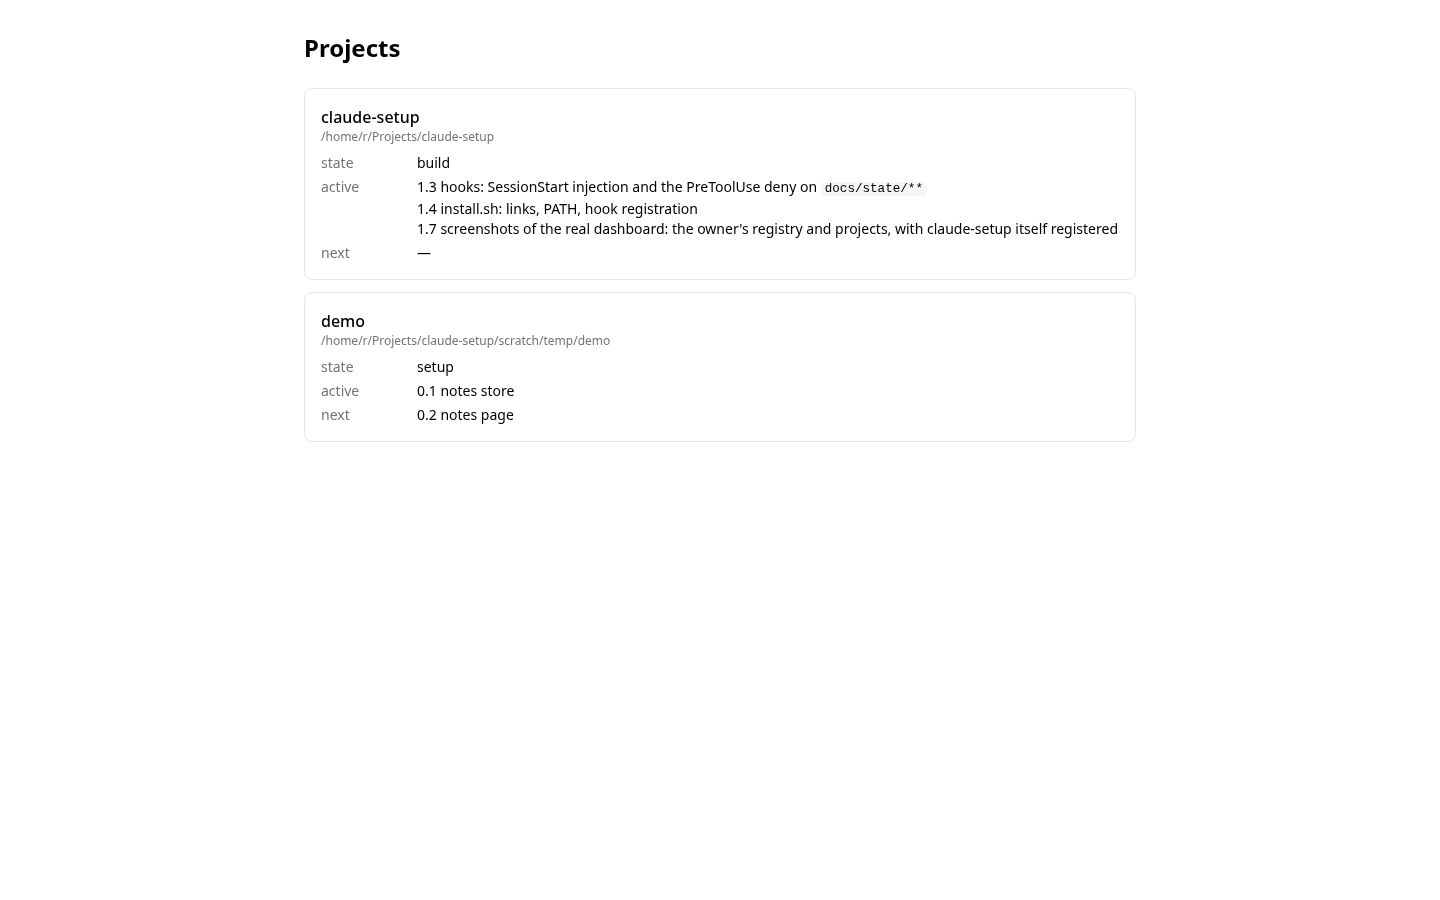 Projects
claude-setup
/home/r/Projects/claude-setup
state build
active 1.3 hooks: SessionStart injection and the PreToolUse deny on docs/state/**
1.4 install.sh: links, PATH, hook registration
1.7 screenshots of the real dashboard: the owner's registry and projects, with claude-setup itself registered
next —
demo
/home/r/Projects/claude-setup/scratch/temp/demo
state setup
active 0.1 notes store
next 0.2 notes page